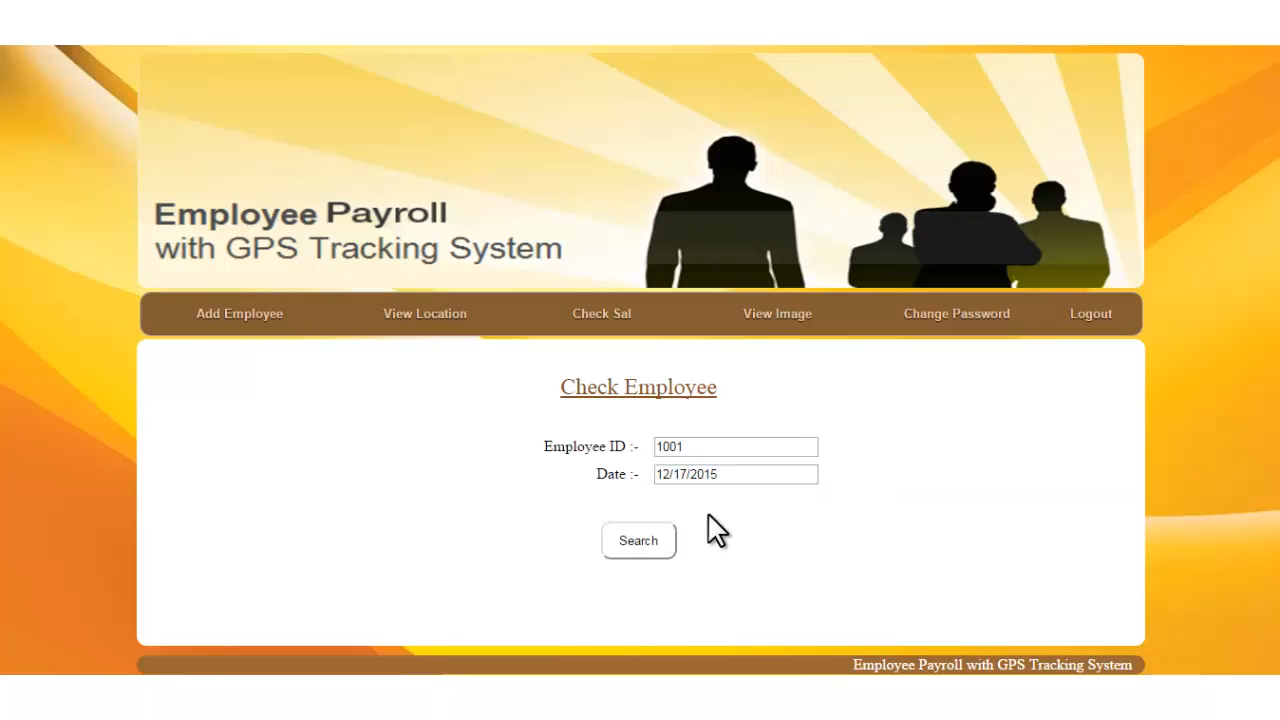 Employee Payroll
with GPS Tracking System
Add Employee View Location Check Sal View Image Change Password Logout
Check Employee
Employee ID :- 1001
Date :- 12/17/2015
Search
Employee Payroll with GPS Tracking System